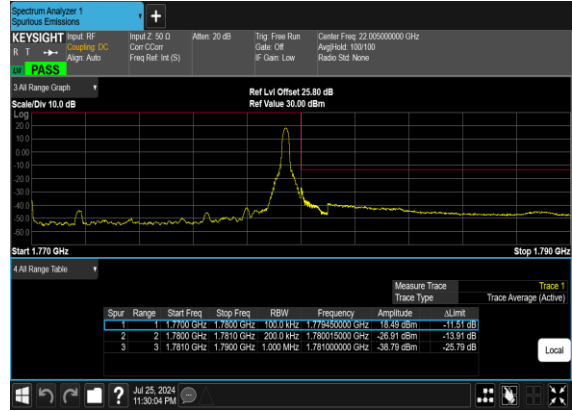 Spectrum Analyzer 1
Spurious Emissions
+
KEYSIGHT Input: RF Input Z: 50 Ω Atten: 20 dB Trig: Free Run Center Freq: 22.005000000 GHz
R T Coupling: DC Corr CCorr Gate: Off Avg|Hold: 100/100
Align: Auto Freq Ref: Int (S) IF Gain: Low Radio Std: None
LW PASS
3 All Range Graph
Ref Lvl Offset 25.80 dB
Scale/Div 10.0 dB Ref Value 30.00 dBm
Log
20.0
10.0
0.00
-10.0
-20.0
-30.0
-40.0
-50.0
-60.0
Start 1.770 GHz Stop 1.790 GHz
4 All Range Table
Measure Trace Trace 1
Trace Type Trace Average (Active)
Spur Range Start Freq Stop Freq RBW Frequency Amplitude ΔLimit
1 1 1.7700 GHz 1.7800 GHz 100.0 kHz 1.779450000 GHz 18.49 dBm -11.51 dB
2 2 1.7800 GHz 1.7810 GHz 200.0 kHz 1.780015000 GHz -26.91 dBm -13.91 dB
3 3 1.7810 GHz 1.7900 GHz 1.000 MHz 1.781000000 GHz -38.79 dBm -25.79 dB
Local
? Jul 25, 2024
11:30:04 PM